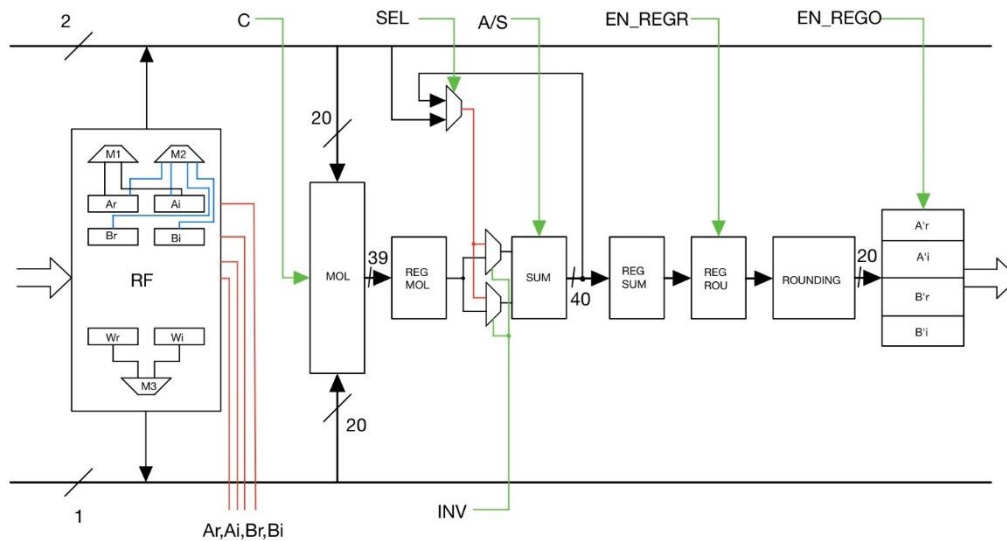 C
SEL
A/S
EN_REGR
EN_REGO
2
M1
M2
Ar
Ai
Br
Bi
RF
Wr
Wi
M3
20
MOL
39
REG
MOL
SUM
40
REG
SUM
REG
ROU
ROUNDING
20
A'r
A'i
B'r
B'i
20
1
Ar,Ai,Br,Bi
INV